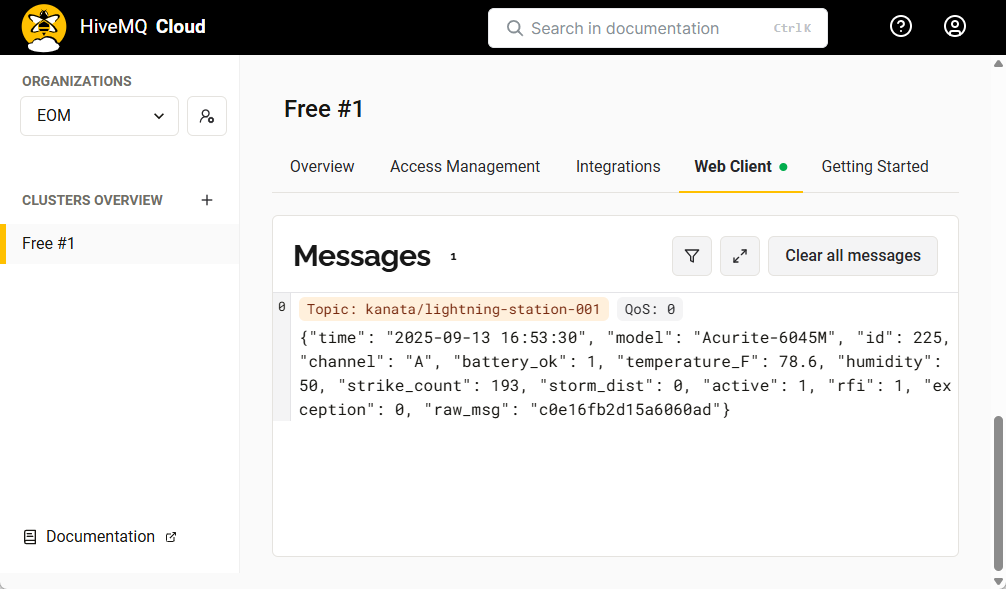 HiveMQ Cloud
Search in documentation
Ctrl K
ORGANIZATIONS
EOM
CLUSTERS OVERVIEW +
Free #1
Documentation
Free #1
Overview Access Management Integrations Web Client Getting Started
Messages 1
Clear all messages
0
Topic: kanata/lightning-station-001 QoS: 0
{"time": "2025-09-13 16:53:30", "model": "Acurite-6045M", "id": 225,
"channel": "A", "battery_ok": 1, "temperature_F": 78.6, "humidity":
50, "strike_count": 193, "storm_dist": 0, "active": 1, "rfi": 1, "ex
ception": 0, "raw_msg": "c0e16fb2d15a6060ad"}